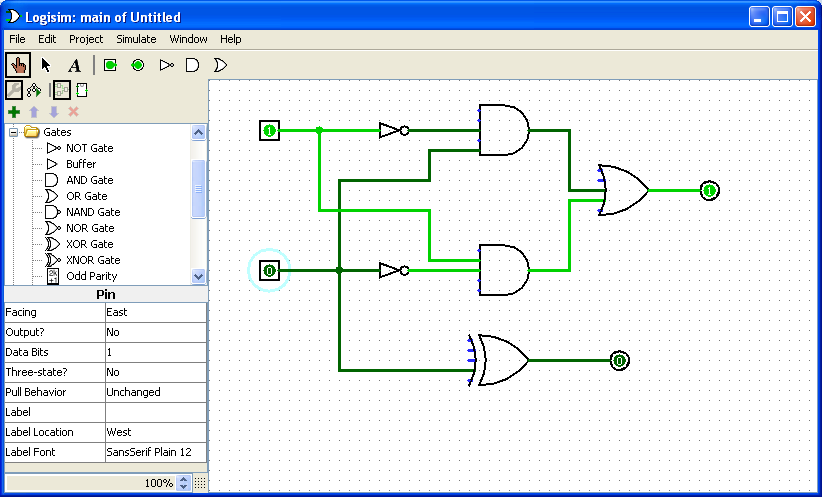 Logisim: main of Untitled
File Edit Project Simulate Window Help
A
Gates
NOT Gate
Buffer
AND Gate
OR Gate
NAND Gate
NOR Gate
XOR Gate
XNOR Gate
Odd Parity
Pin
Facing East
Output? No
Data Bits 1
Three-state? No
Pull Behavior Unchanged
Label
Label Location West
Label Font SansSerif Plain 12
100%
1
1
0
0